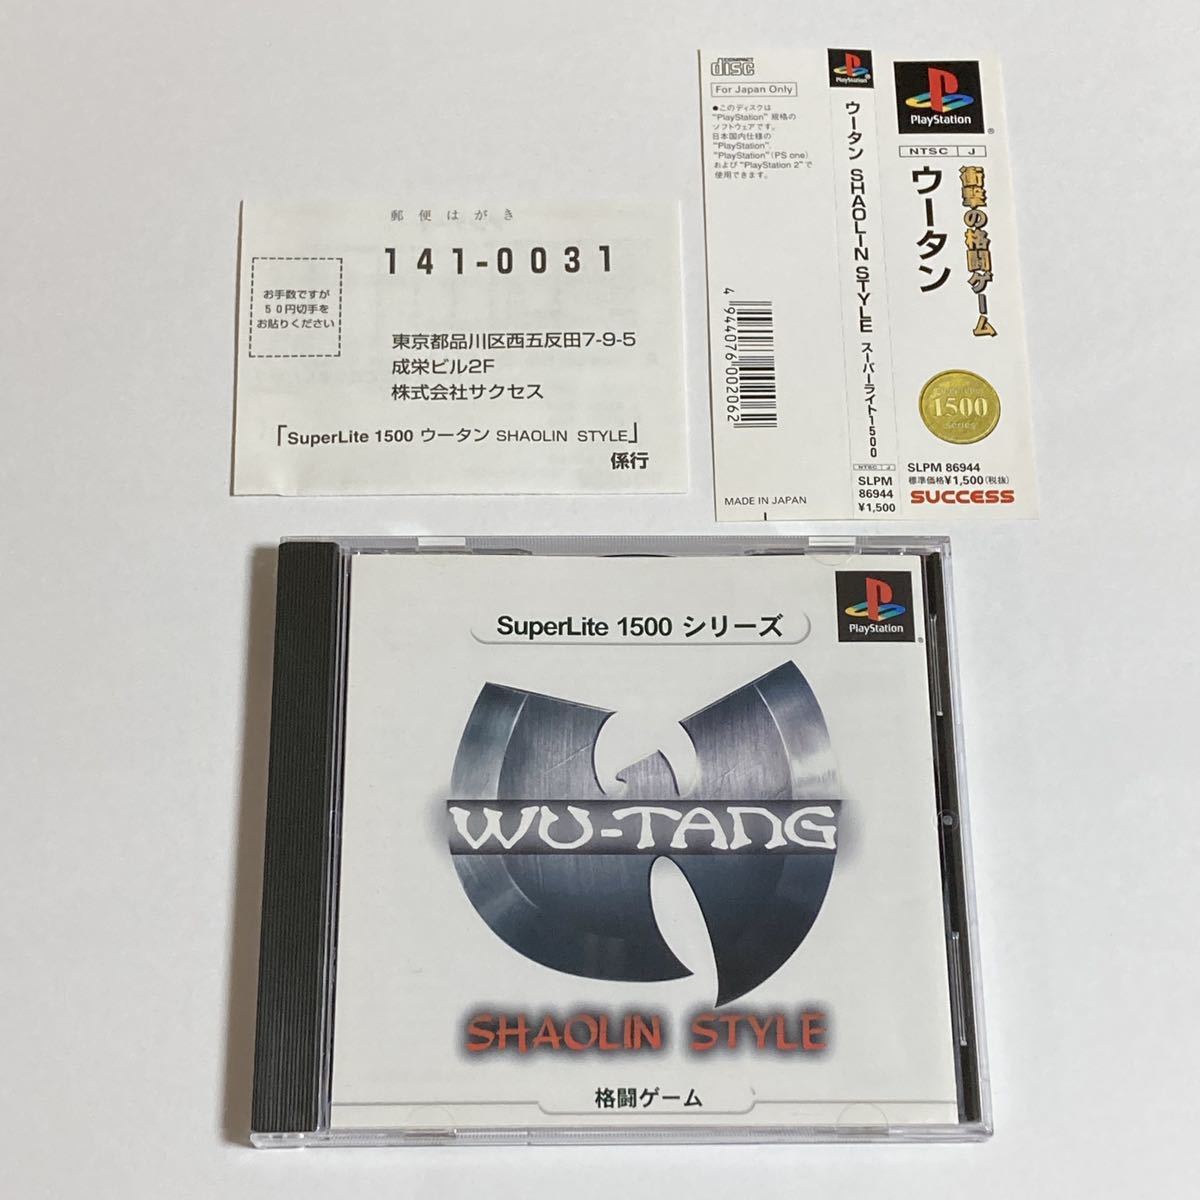 郵便はがき
141-0031
お手数ですが
50円切手を
お貼りください
東京都品川区西五反田7-9-5
成栄ビル2F
株式会社サクセス
「SuperLite 1500 ウータン SHAOLIN STYLE」
係行
COMPACT
disc
For Japan Only
●このディスクは
"PlayStation" 規格の
ソフトウェアです。
日本国内仕様の
"PlayStation",
"PlayStation"(PS one)
および"PlayStation 2"で
使用できます。
4 944076 002062
MADE IN JAPAN
PlayStation
ウータン SHAOLIN STYLE スーパーライト1500
NTSC J
SLPM
86944
¥1,500
PlayStation
®
NTSC J
衝撃の格闘ゲーム
ウータン
1500
series
SLPM 86944
標準価格¥1,500(税抜)
SUCCESS
SuperLite 1500 シリーズ
PlayStation
®
WU-TANG
SHAOLIN STYLE
格闘ゲーム